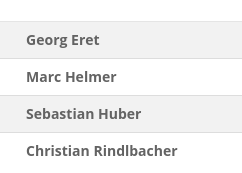 Georg Eret
Marc Helmer
Sebastian Huber
Christian Rindlbacher